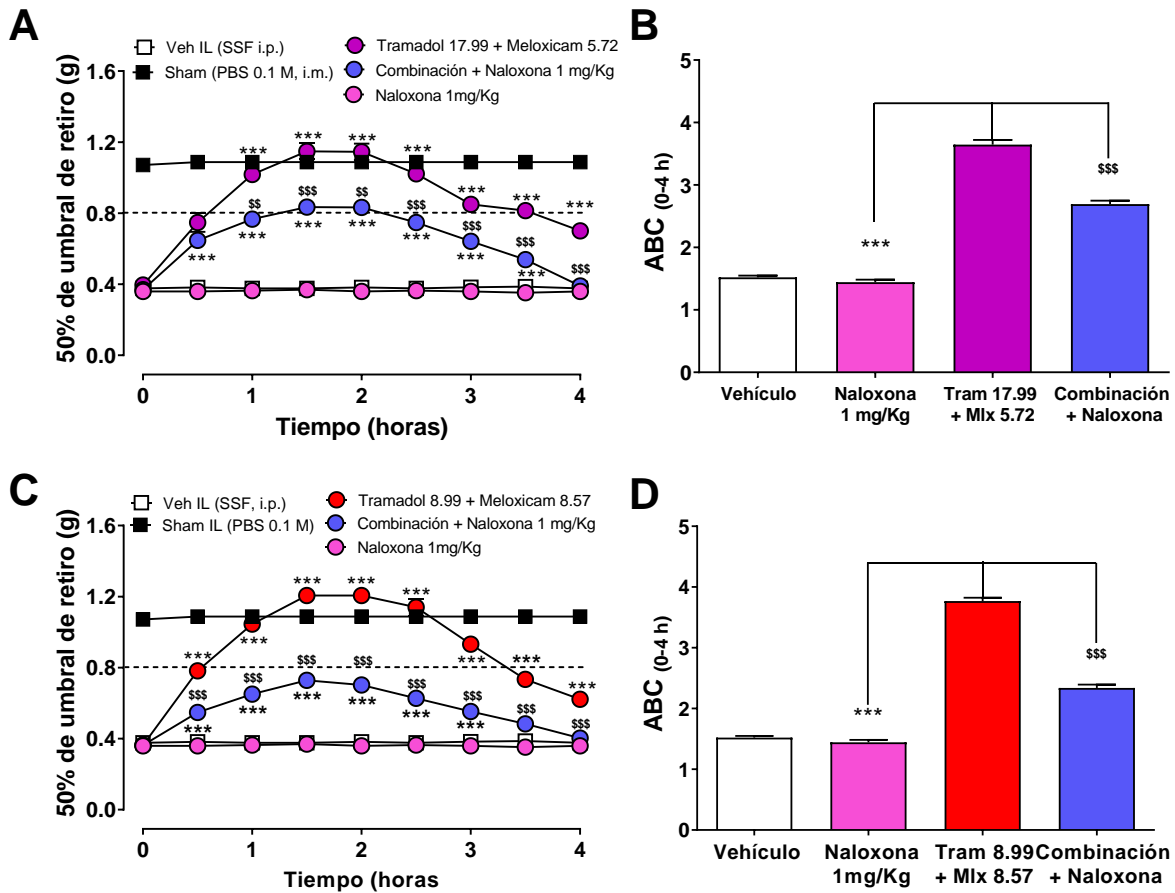 A
Veh IL (SSF i.p.)
Sham (PBS 0.1 M, i.m.)
Tramadol 17.99 + Meloxicam 5.72
Combinación + Naloxona 1 mg/Kg
Naloxona 1mg/Kg
50% de umbral de retiro (g)
1.6
1.2
0.8
0.4
0.0
*** *** *** ***
*** *** ***
$$ $$$ $$ $$$ $$$ $$$ $$$
*** *** *** *** *** *** ***
0 1 2 3 4
Tiempo (horas)
B
ABC (0-4 h)
5
4
3
2
1
0
***
$$$
Vehículo
Naloxona
1 mg/Kg
Tram 17.99
+ Mlx 5.72
Combinación
+ Naloxona
C
Veh IL (SSF, i.p.)
Sham IL (PBS 0.1 M)
Tramadol 8.99 + Meloxicam 8.57
Combinación + Naloxona 1 mg/Kg
Naloxona 1mg/Kg
50% de umbral de retiro (g)
1.6
1.2
0.8
0.4
0.0
*** *** *** *** *** *** *** ***
$$$ $$$ $$$ $$$ $$$ $$$ $$$ $$$
*** *** *** *** *** ***
0 1 2 3 4
Tiempo (horas
D
ABC (0-4 h)
5
4
3
2
1
0
***
$$$
Vehículo
Naloxona
1mg/Kg
Tram 8.99
+ Mlx 8.57
Combinación
+ Naloxona